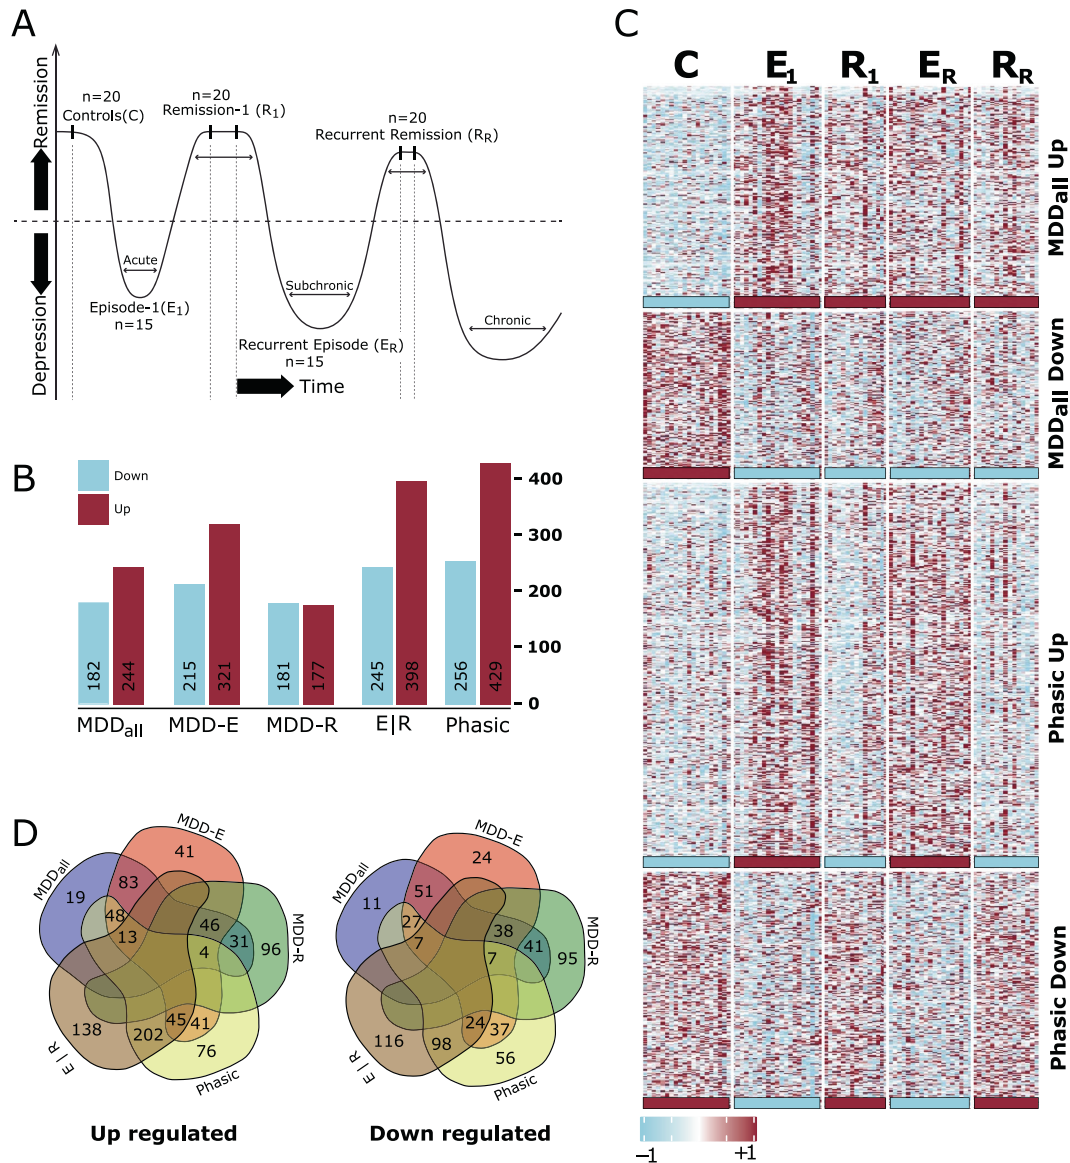 A
Remission
Depression
n=20
Controls(C)
n=20
Remission-1 (R1)
n=20
Recurrent Remission (RR)
Acute
Episode-1(E1)
n=15
Subchronic
Recurrent Episode (ER)
n=15
Chronic
Time
B
Down
Up
400
300
200
100
0
182
244
215
321
181
177
245
398
256
429
MDDall
MDD-E
MDD-R
E|R
Phasic
C
C
E1
R1
ER
RR
MDDall Up
MDDall Down
Phasic Up
Phasic Down
−1
+1
D
MDDall
MDD-E
MDD-R
Phasic
E | R
41
19
83
48
13
46
31
96
4
138
202
45
41
76
Up regulated
MDDall
MDD-E
MDD-R
Phasic
E | R
24
11
51
27
7
38
41
95
7
116
98
24
37
56
Down regulated